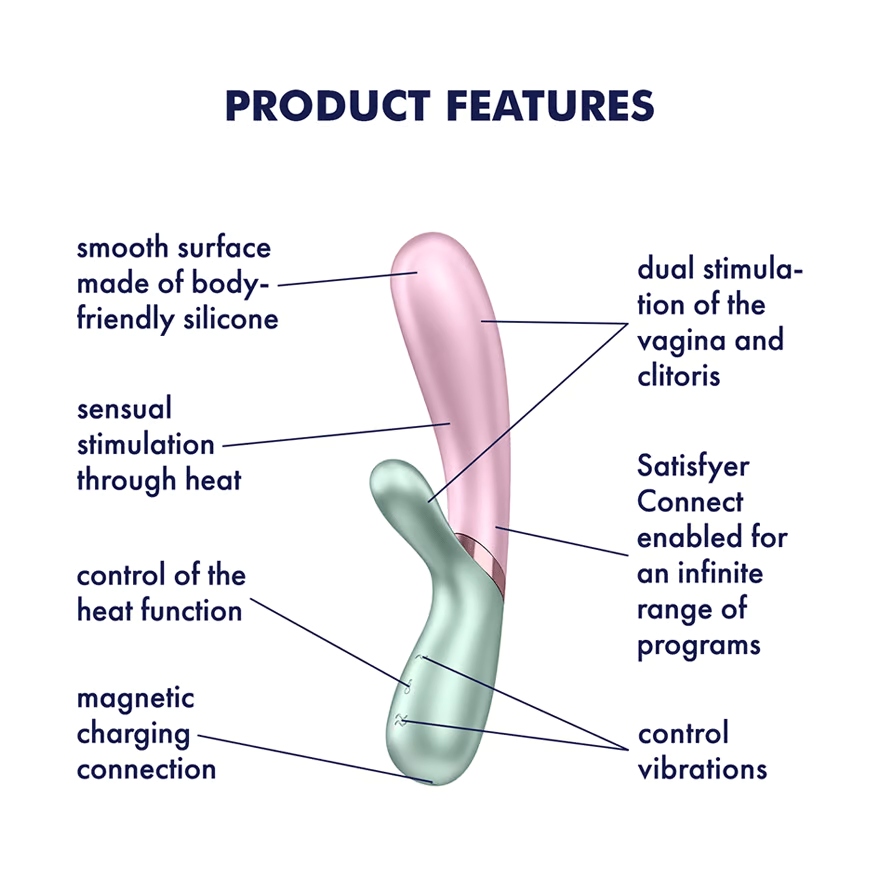 PRODUCT FEATURES
smooth surface
made of body-
friendly silicone
sensual
stimulation
through heat
control of the
heat function
magnetic
charging
connection
dual stimula-
tion of the
vagina and
clitoris
Satisfyer
Connect
enabled for
an infinite
range of
programs
control
vibrations